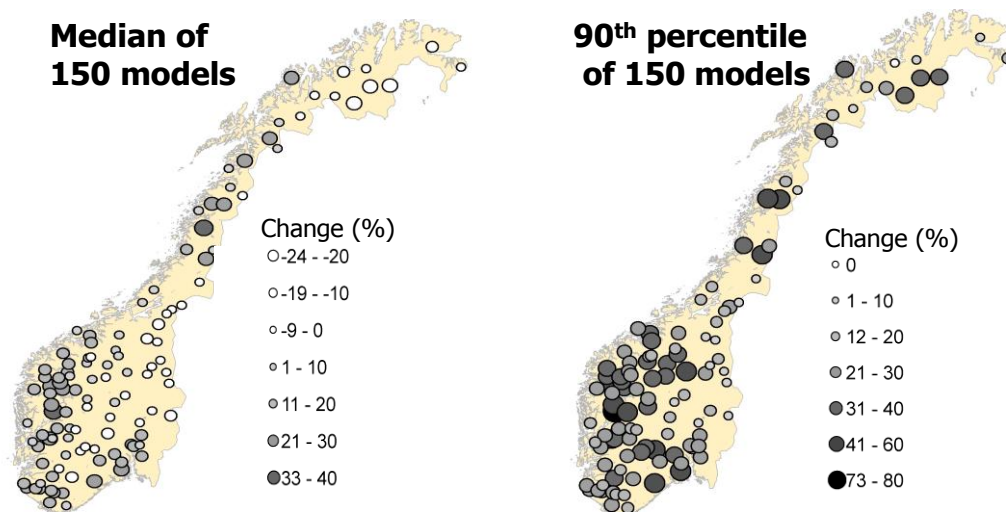 Median of
150 models
Change (%)
-24 - -20
-19 - -10
-9 - 0
1 - 10
11 - 20
21 - 30
33 - 40
90th percentile
of 150 models
Change (%)
0
1 - 10
12 - 20
21 - 30
31 - 40
41 - 60
73 - 80